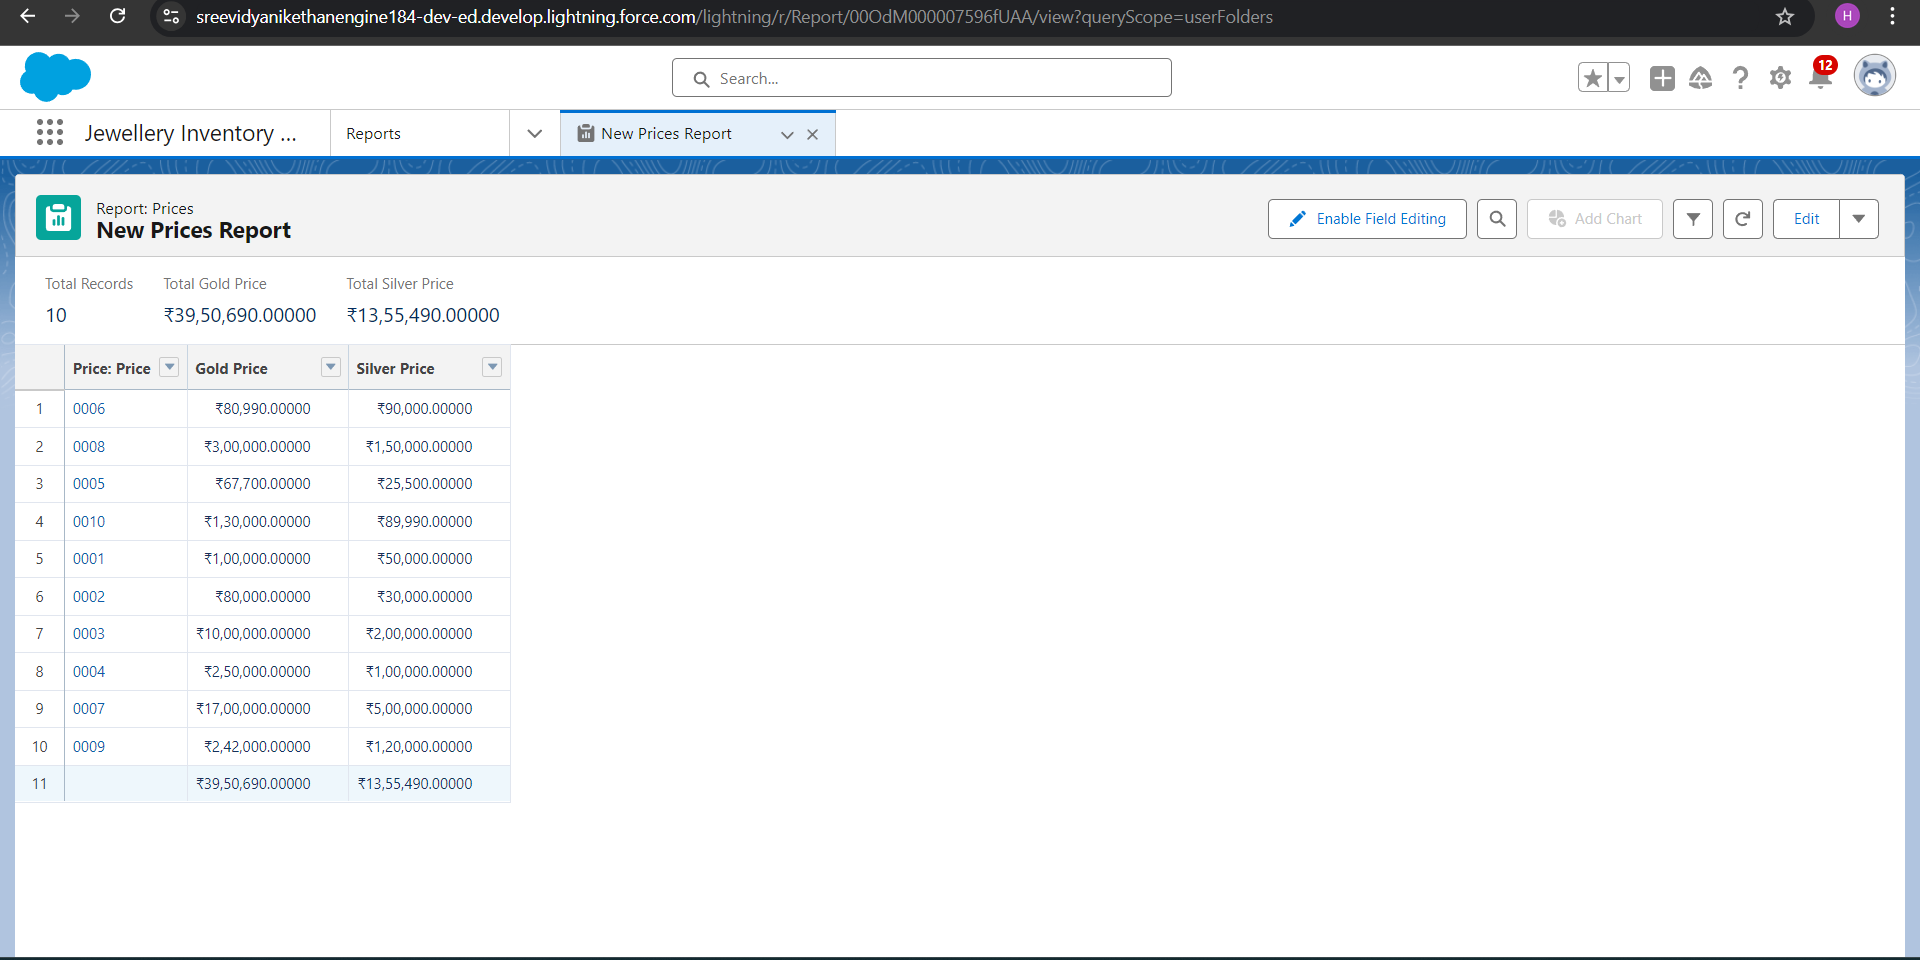 sreevidyanikethanengine184-dev-ed.develop.lightning.force.com/lightning/r/Report/00OdM000007596fUAA/view?queryScope=userFolders
H
Search...
12
Jewellery Inventory ...
Reports
New Prices Report
Report: Prices
New Prices Report
Enable Field Editing
Add Chart
Edit
Total Records
Total Gold Price
Total Silver Price
10
₹39,50,690.00000
₹13,55,490.00000
Price: Price
Gold Price
Silver Price
1 0006 ₹80,990.00000 ₹90,000.00000
2 0008 ₹3,00,000.00000 ₹1,50,000.00000
3 0005 ₹67,700.00000 ₹25,500.00000
4 0010 ₹1,30,000.00000 ₹89,990.00000
5 0001 ₹1,00,000.00000 ₹50,000.00000
6 0002 ₹80,000.00000 ₹30,000.00000
7 0003 ₹10,00,000.00000 ₹2,00,000.00000
8 0004 ₹2,50,000.00000 ₹1,00,000.00000
9 0007 ₹17,00,000.00000 ₹5,00,000.00000
10 0009 ₹2,42,000.00000 ₹1,20,000.00000
11 ₹39,50,690.00000 ₹13,55,490.00000